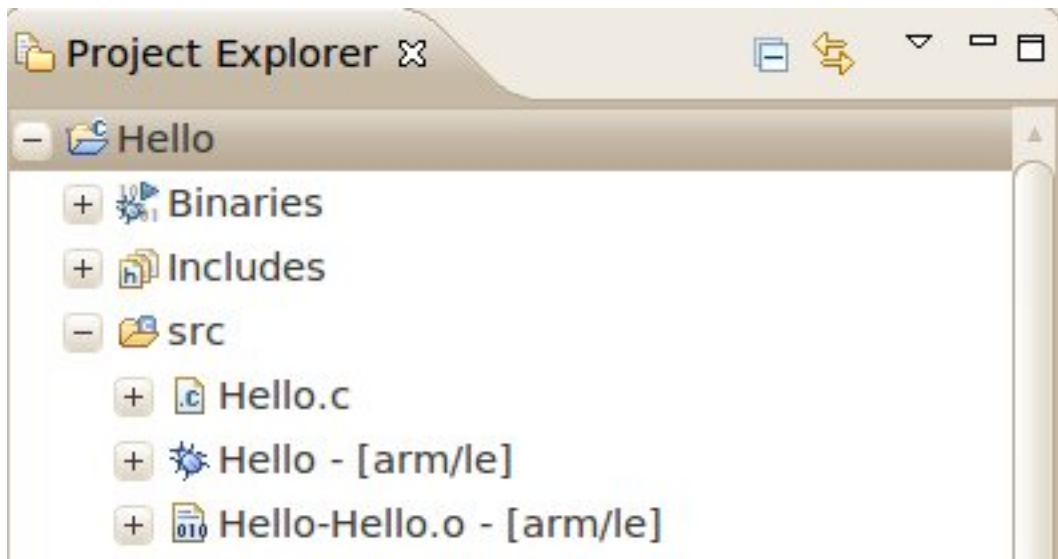 Project Explorer
Hello
Binaries
Includes
src
Hello.c
Hello - [arm/le]
Hello-Hello.o - [arm/le]